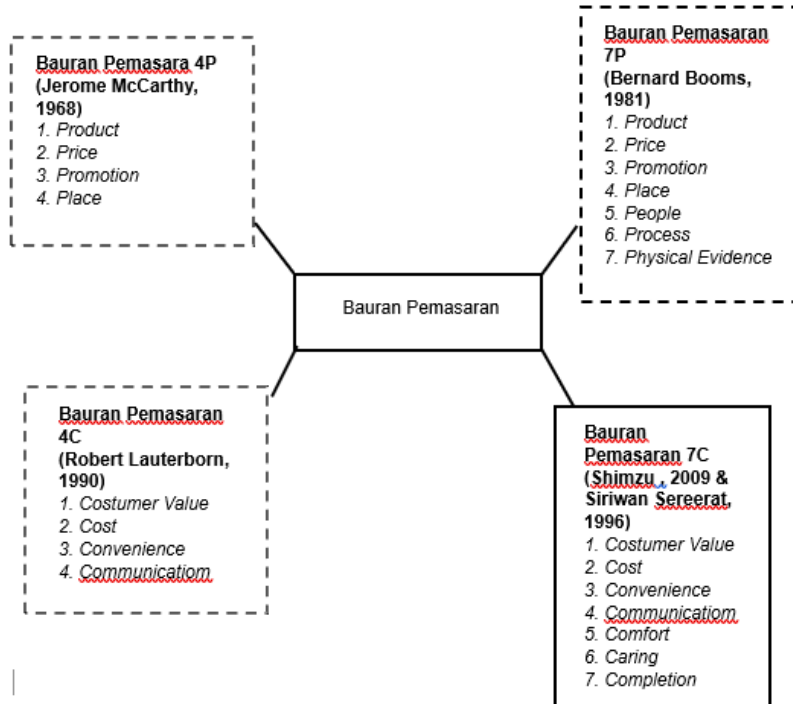 Bauran Pemasara 4P
(Jerome McCarthy,
1968)
1. Product
2. Price
3. Promotion
4. Place
Bauran Pemasaran
7P
(Bernard Booms,
1981)
1. Product
2. Price
3. Promotion
4. Place
5. People
6. Process
7. Physical Evidence
Bauran Pemasaran
Bauran Pemasaran
4C
(Robert Lauterborn,
1990)
1. Costumer Value
2. Cost
3. Convenience
4. Communicatiom
Bauran
Pemasaran 7C
(Shimzu , 2009 &
Siriwan Sereerat,
1996)
1. Costumer Value
2. Cost
3. Convenience
4. Communicatiom
5. Comfort
6. Caring
7. Completion